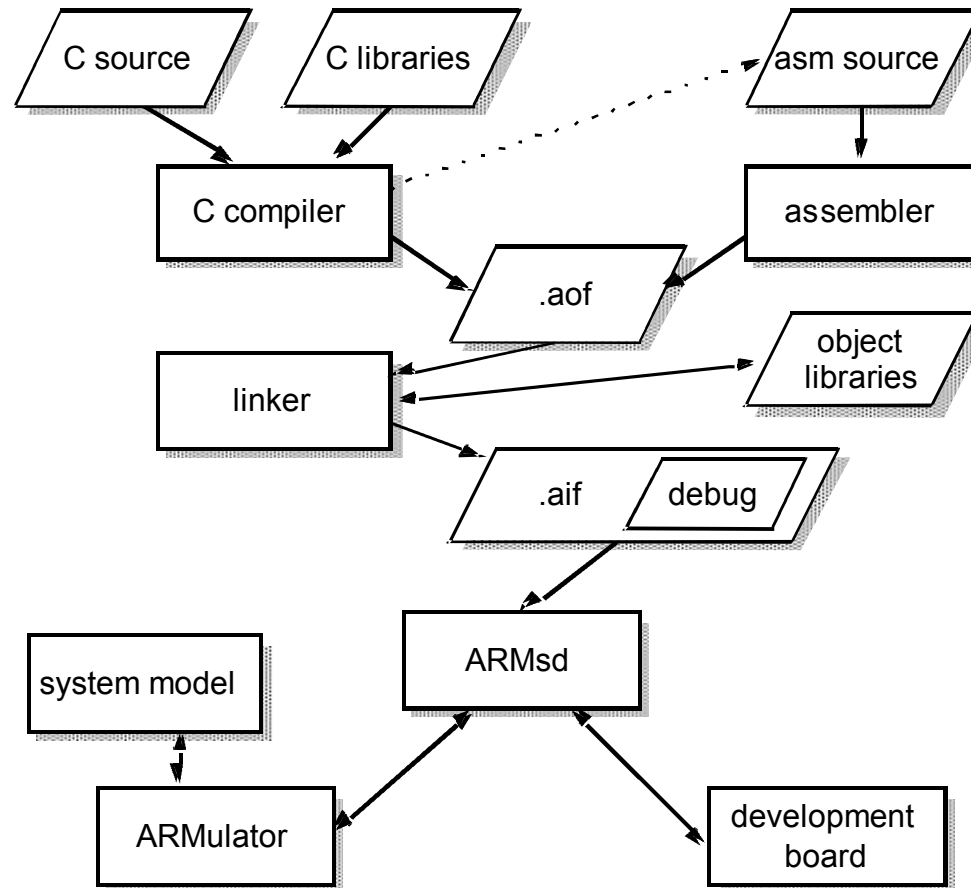 C source
C libraries
asm source
C compiler
assembler
.aof
object
libraries
linker
.aif
debug
ARMsd
system model
ARMulator
development
board